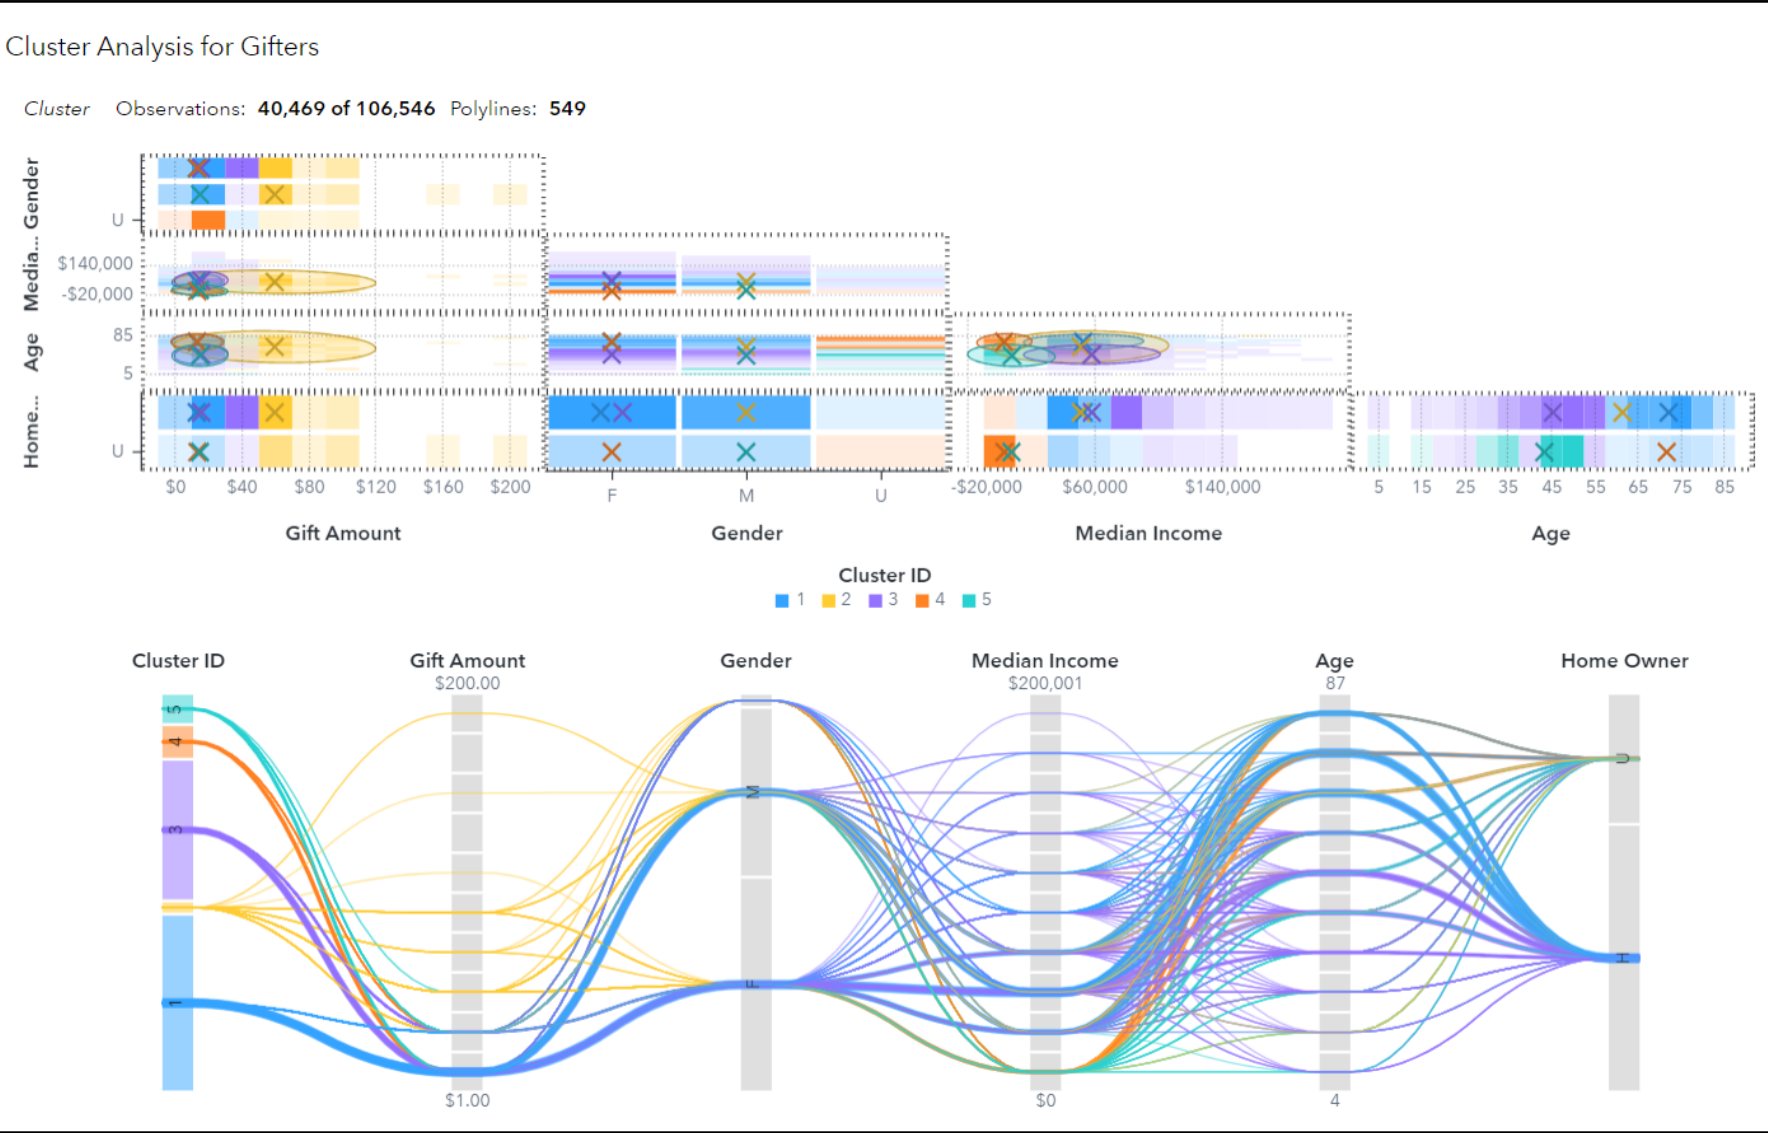 Cluster Analysis for Gifters
Cluster Observations: 40,469 of 106,546 Polylines: 549
Gender
U
Media...
$140,000
-$20,000
Age
85
5
Home...
U
$0 $40 $80 $120 $160 $200
F M U
-$20,000 $60,000 $140,000
5 15 25 35 45 55 65 75 85
Gift Amount Gender Median Income Age
Cluster ID
1 2 3 4 5
Cluster ID Gift Amount Gender Median Income Age Home Owner
$200.00 $200,001 87
5
4
M
U
3
F
H
1
$1.00 $0 4